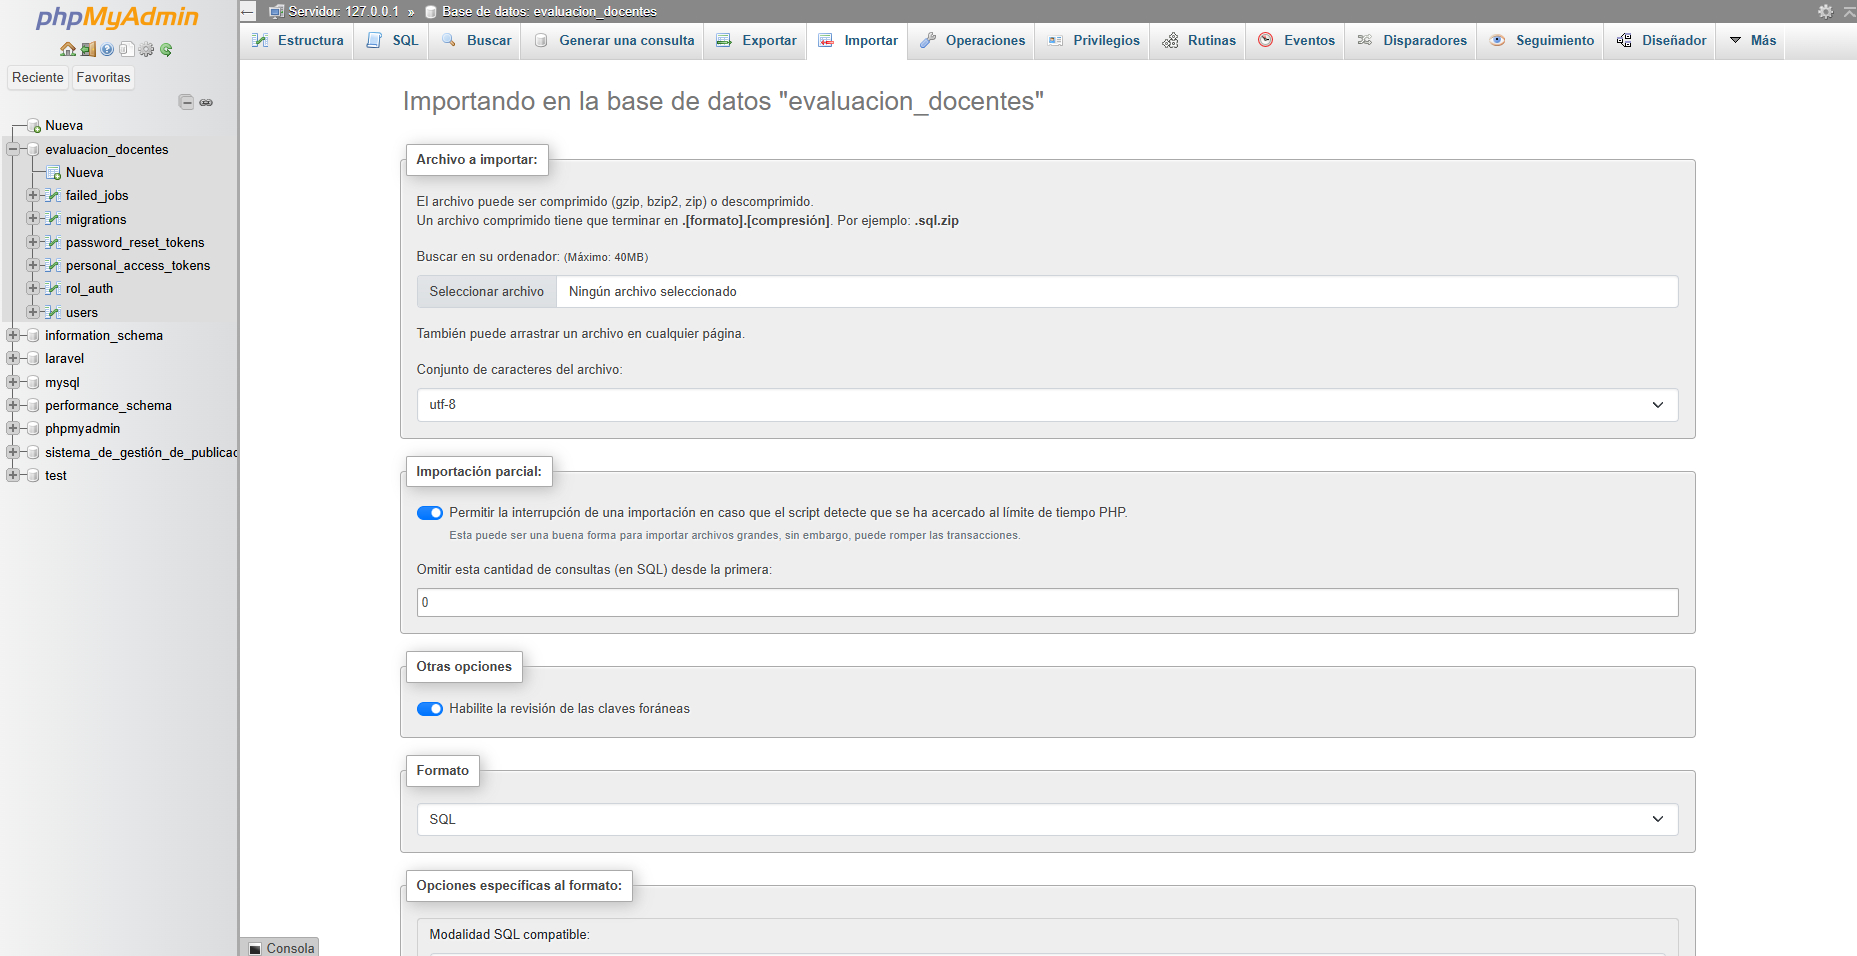 phpMyAdmin
Reciente
Favoritas
Nueva
evaluacion_docentes
Nueva
failed_jobs
migrations
password_reset_tokens
personal_access_tokens
rol_auth
users
information_schema
laravel
mysql
performance_schema
phpmyadmin
sistema_de_gestión_de_publicac
test
Servidor: 127.0.0.1 » Base de datos: evaluacion_docentes
Estructura SQL Buscar Generar una consulta Exportar Importar Operaciones Privilegios Rutinas Eventos Disparadores Seguimiento Diseñador Más
Importando en la base de datos "evaluacion_docentes"
Archivo a importar:
El archivo puede ser comprimido (gzip, bzip2, zip) o descomprimido.
Un archivo comprimido tiene que terminar en .[formato].[compresión]. Por ejemplo: .sql.zip
Buscar en su ordenador: (Máximo: 40MB)
Seleccionar archivo Ningún archivo seleccionado
También puede arrastrar un archivo en cualquier página.
Conjunto de caracteres del archivo:
utf-8
Importación parcial:
Permitir la interrupción de una importación en caso que el script detecte que se ha acercado al límite de tiempo PHP.
Esta puede ser una buena forma para importar archivos grandes, sin embargo, puede romper las transacciones.
Omitir esta cantidad de consultas (en SQL) desde la primera:
0
Otras opciones
Habilite la revisión de las claves foráneas
Formato
SQL
Opciones específicas al formato:
Modalidad SQL compatible:
Consola